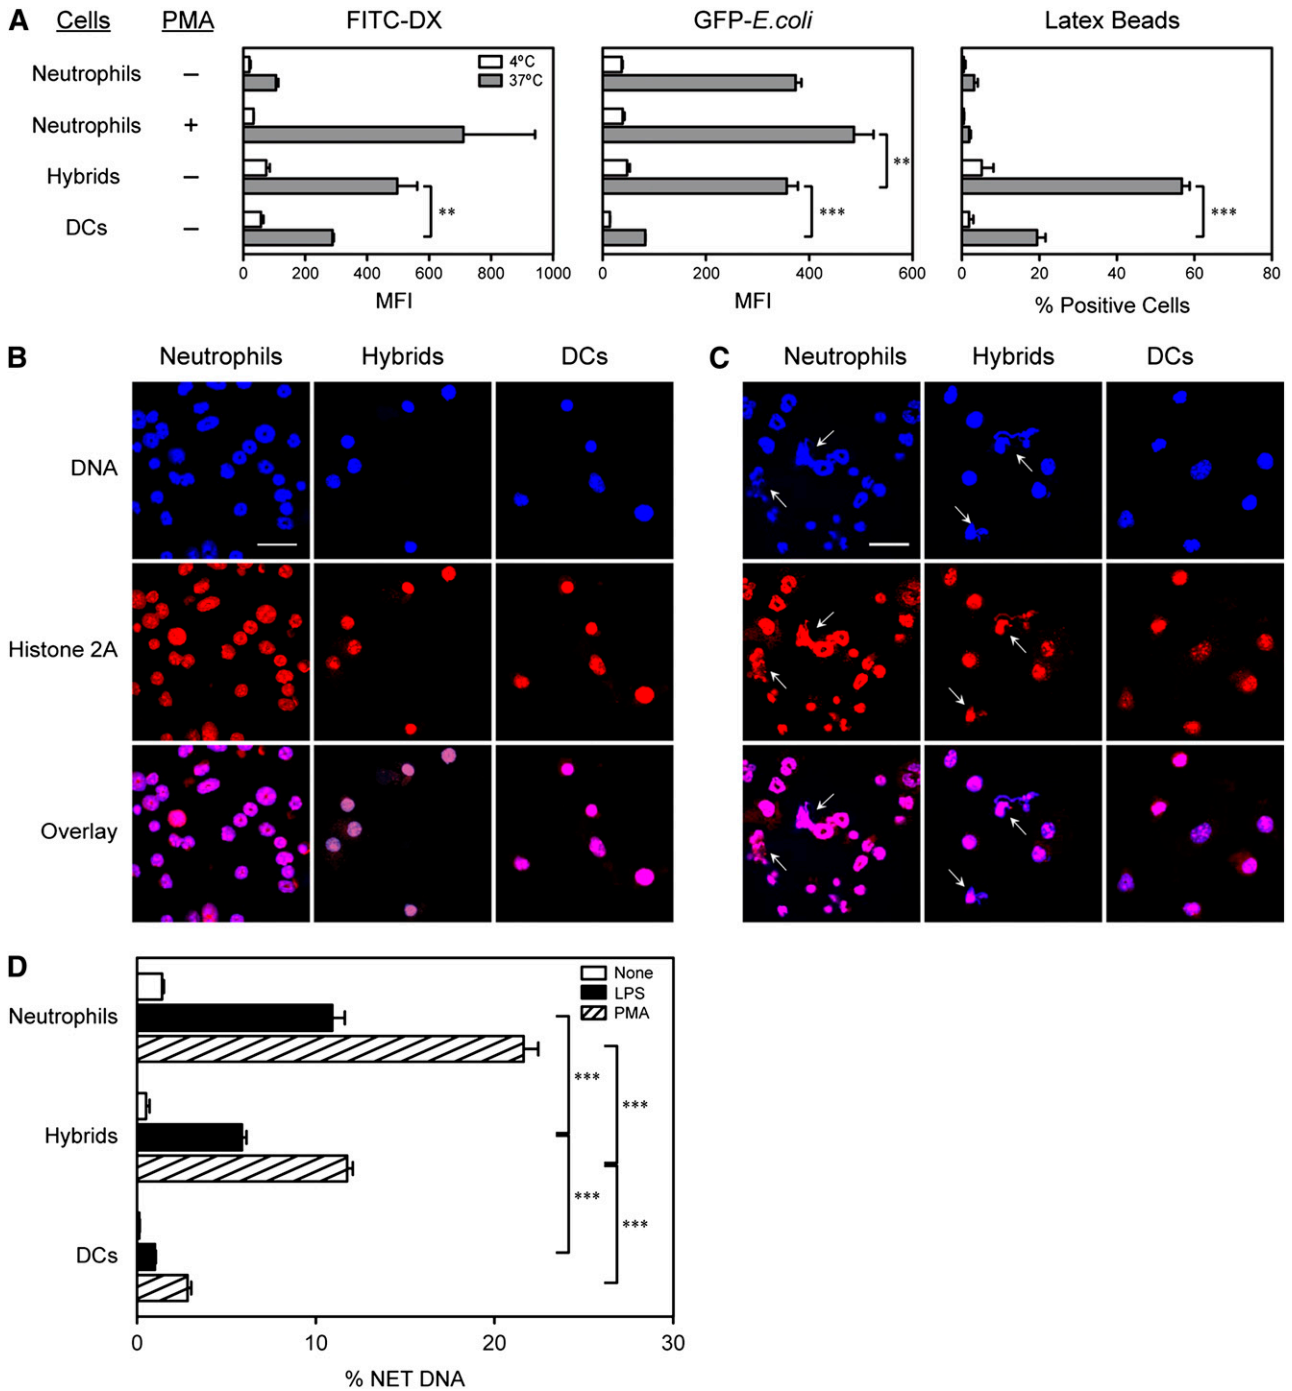 A Cells PMA FITC-DX GFP-E.coli Latex Beads
4°C
37°C
Neutrophils –
Neutrophils +
Hybrids –
DCs –
**
**
***
***
0 200 400 600 800 1000
MFI
0 200 400 600
MFI
0 20 40 60 80
% Positive Cells
B Neutrophils Hybrids DCs
DNA
Histone 2A
Overlay
C Neutrophils Hybrids DCs
D
None
LPS
PMA
Neutrophils
Hybrids
DCs
***
***
***
***
0 10 20 30
% NET DNA